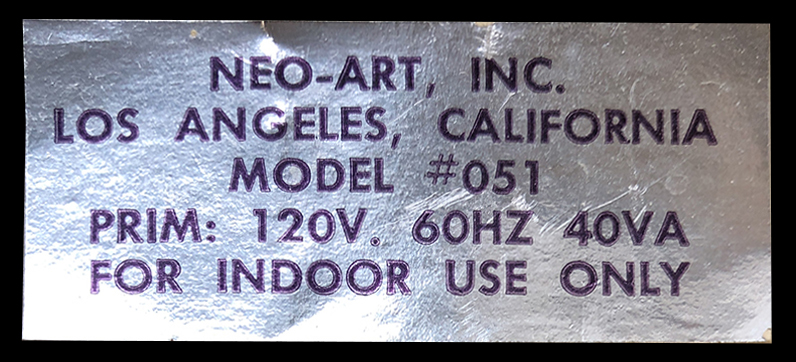 NEO-ART, INC.
LOS ANGELES, CALIFORNIA
MODEL #051
PRIM: 120V. 60HZ 40VA
FOR INDOOR USE ONLY